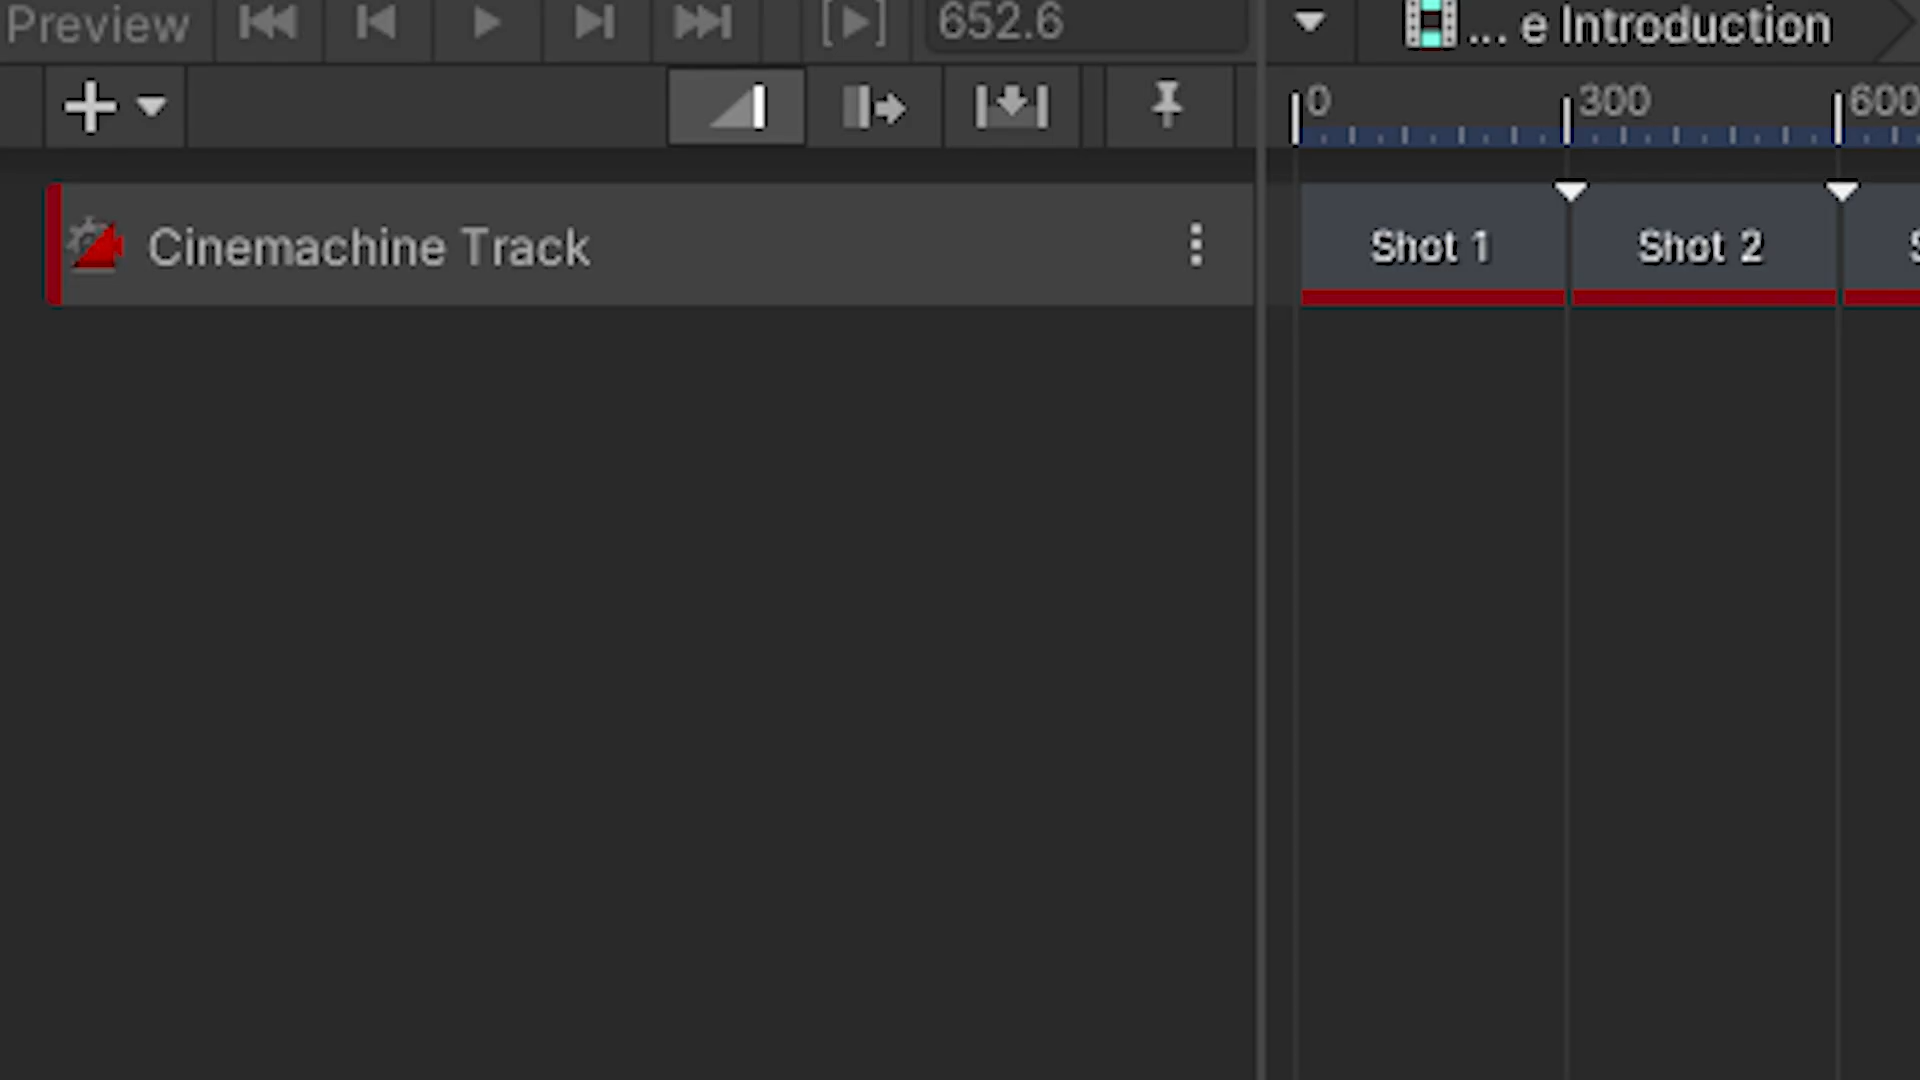 Preview 652.6 ... e Introduction
0 300 600
Cinemachine Track Shot 1 Shot 2 S